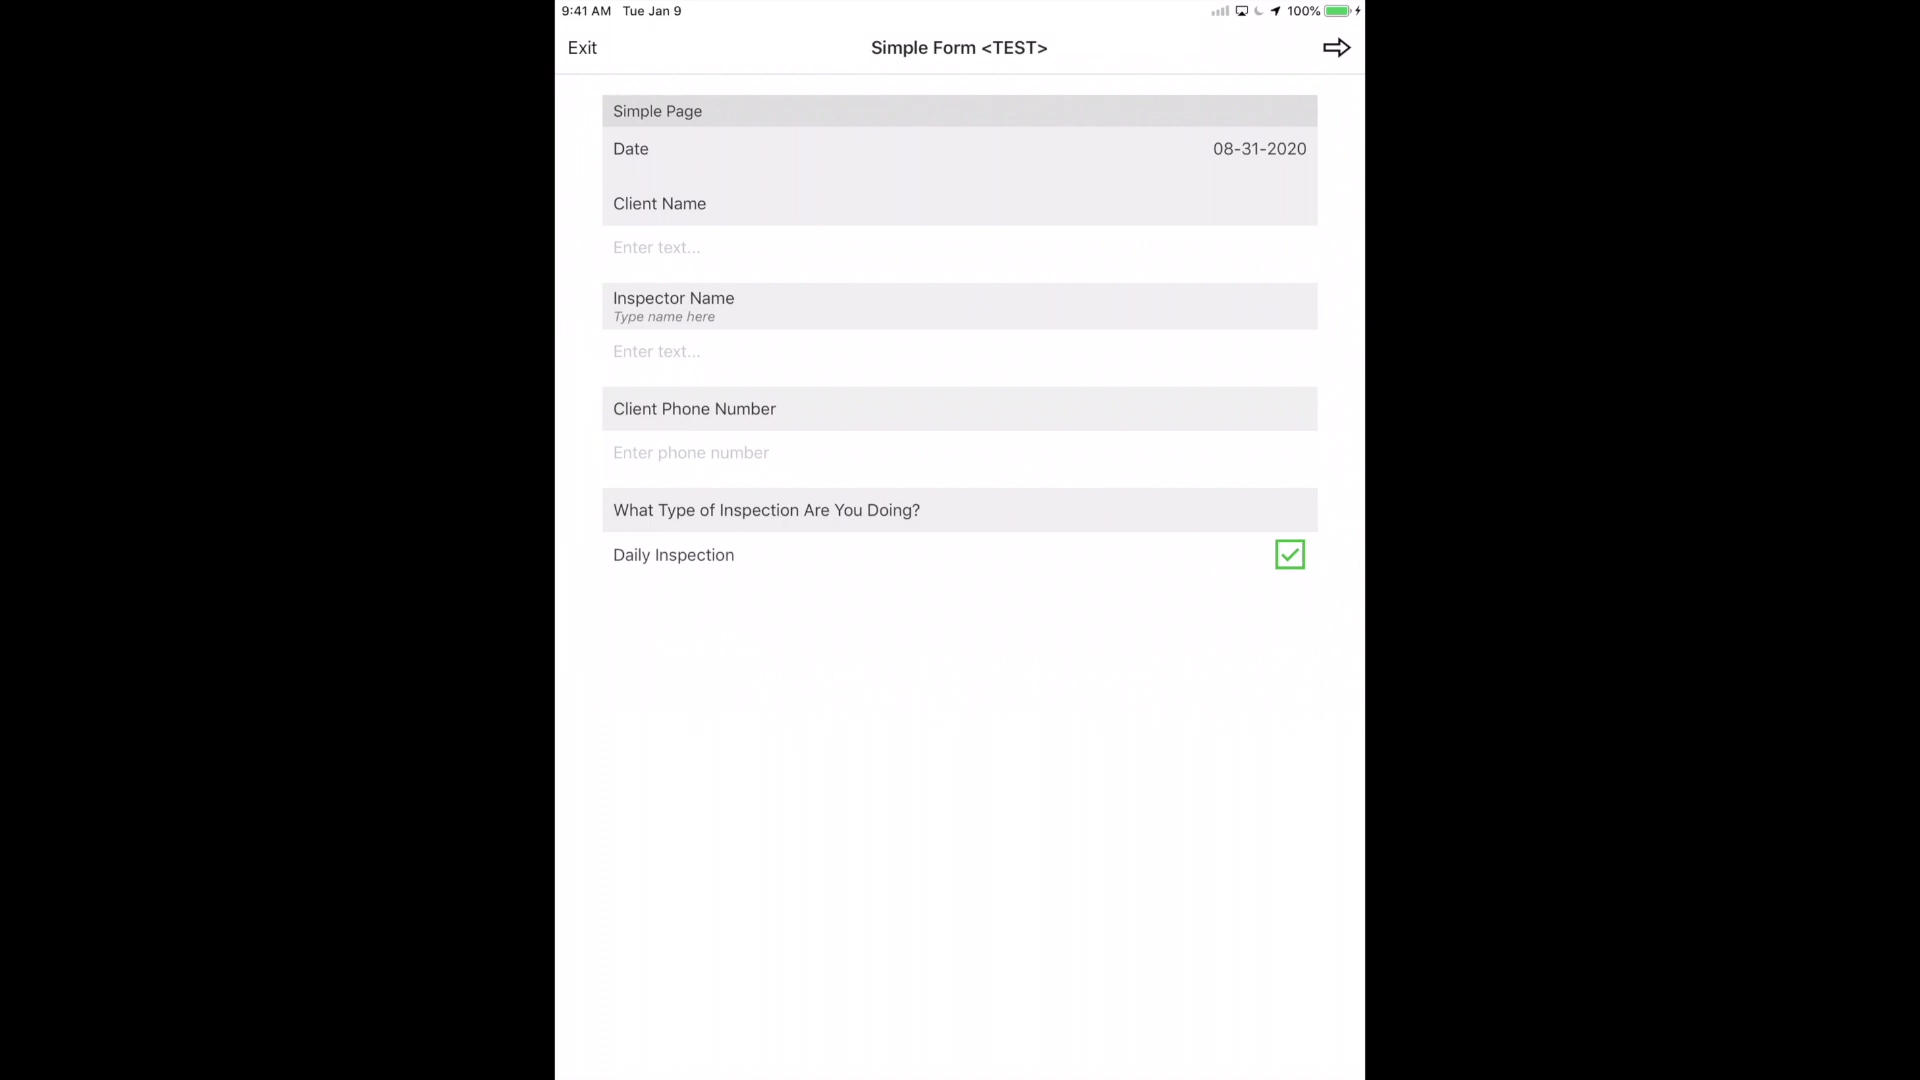 9:41 AM Tue Jan 9 100%
Exit Simple Form <TEST>
Simple Page
Date 08-31-2020
Client Name
Enter text...
Inspector Name
Type name here
Enter text...
Client Phone Number
Enter phone number
What Type of Inspection Are You Doing?
Daily Inspection